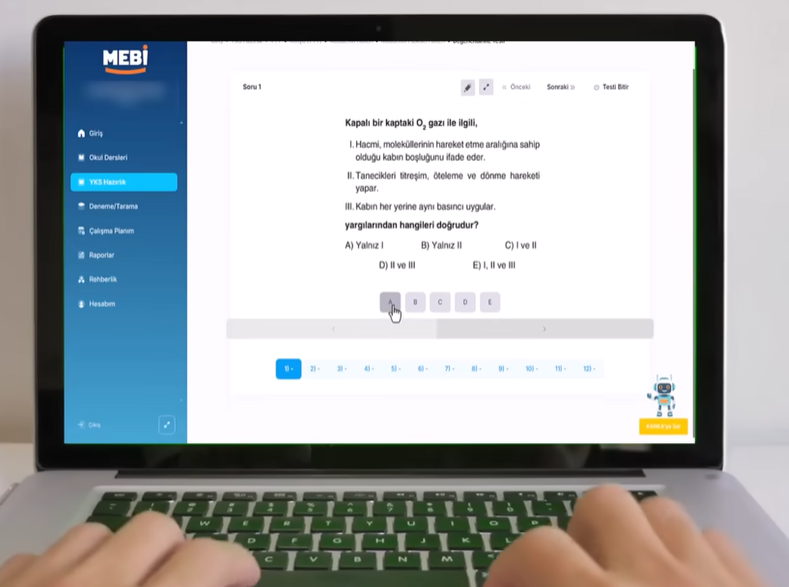 MEBİ
Soru 1
Önceki
Sonraki
Testi Bitir
Giriş
Okul Dersleri
YKS Hazırlık
Deneme/Tarama
Çalışma Planım
Raporlar
Rehberlik
Hesabım
Çıkış
Kapalı bir kaptaki O₂ gazı ile ilgili,
I. Hacmi, moleküllerinin hareket etme aralığına sahip
olduğu kabın boşluğunu ifade eder.
II. Tanecikleri titreşim, öteleme ve dönme hareketi
yapar.
III. Kabın her yerine aynı basıncı uygular.
yargılarından hangileri doğrudur?
A) Yalnız I B) Yalnız II C) I ve II
D) II ve III E) I, II ve III
A B C D E
1) - 2) - 3) - 4) - 5) - 6) - 7) - 8) - 9) - 10) - 11) - 12) -
W E R T Y U I O P
D F G H J K L
C V B N M